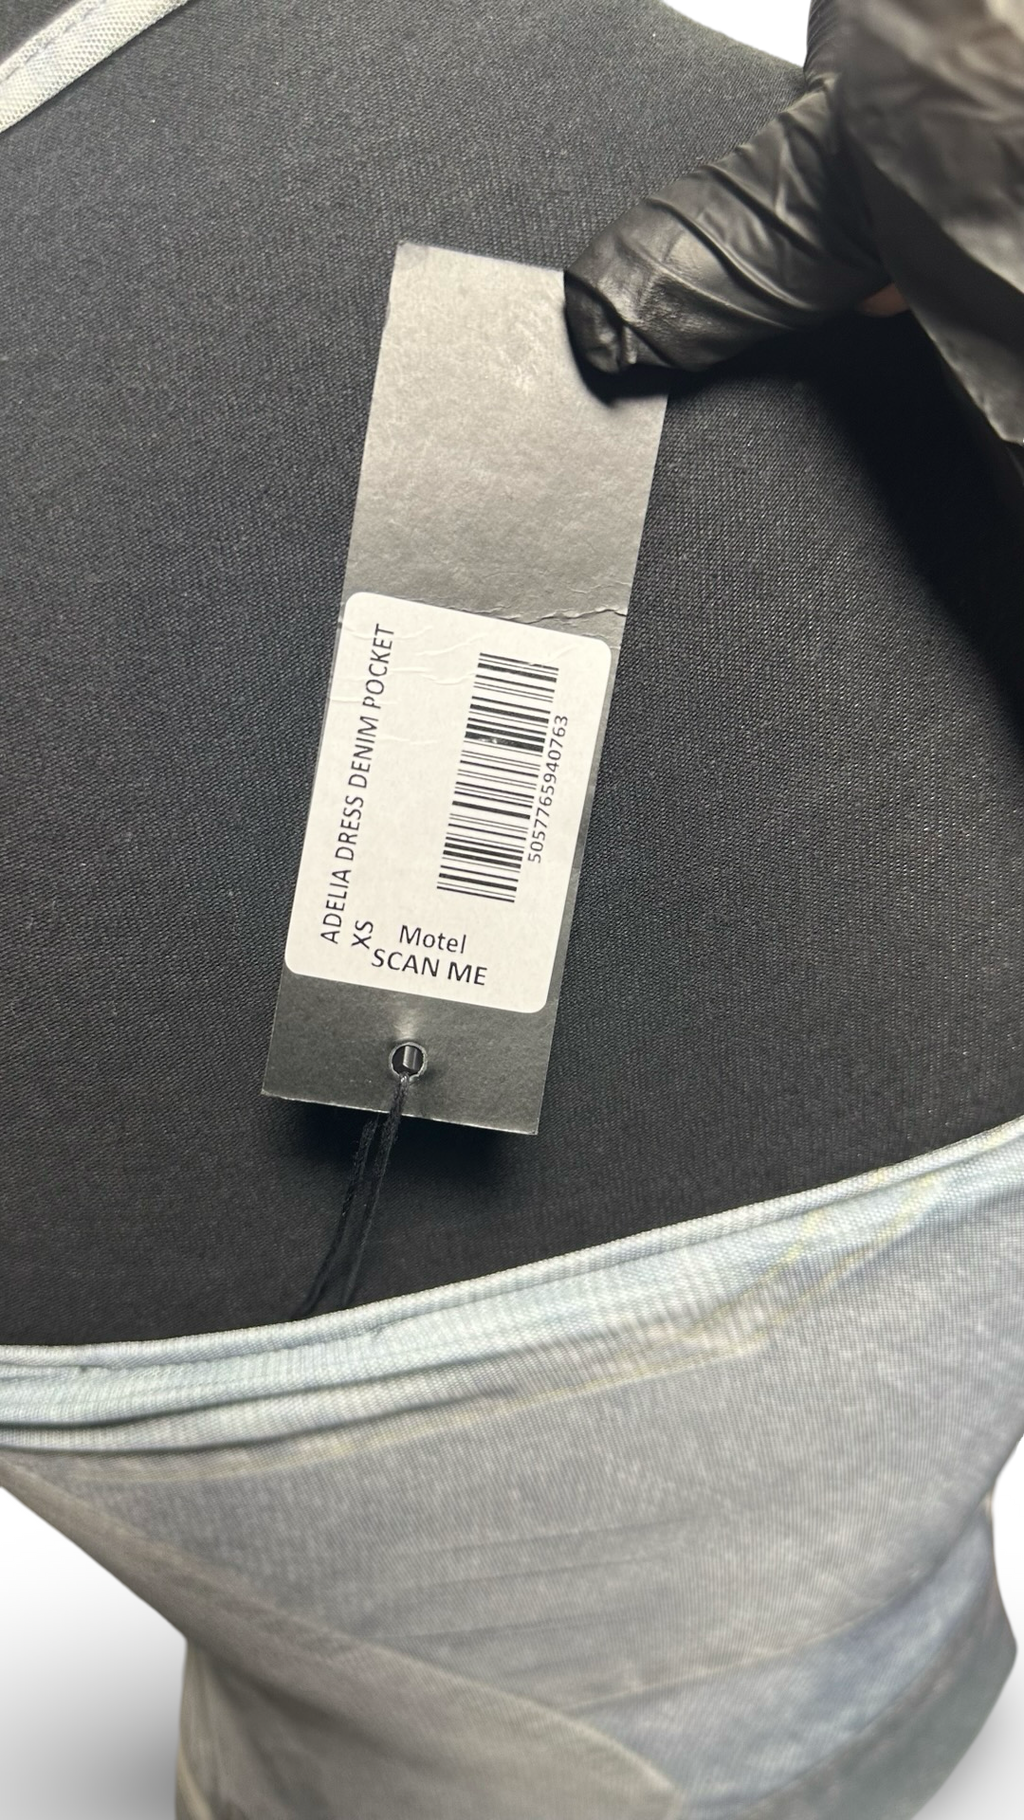 ADELIA DRESS DENIM POCKET
XS
5057765940763
Motel
SCAN ME